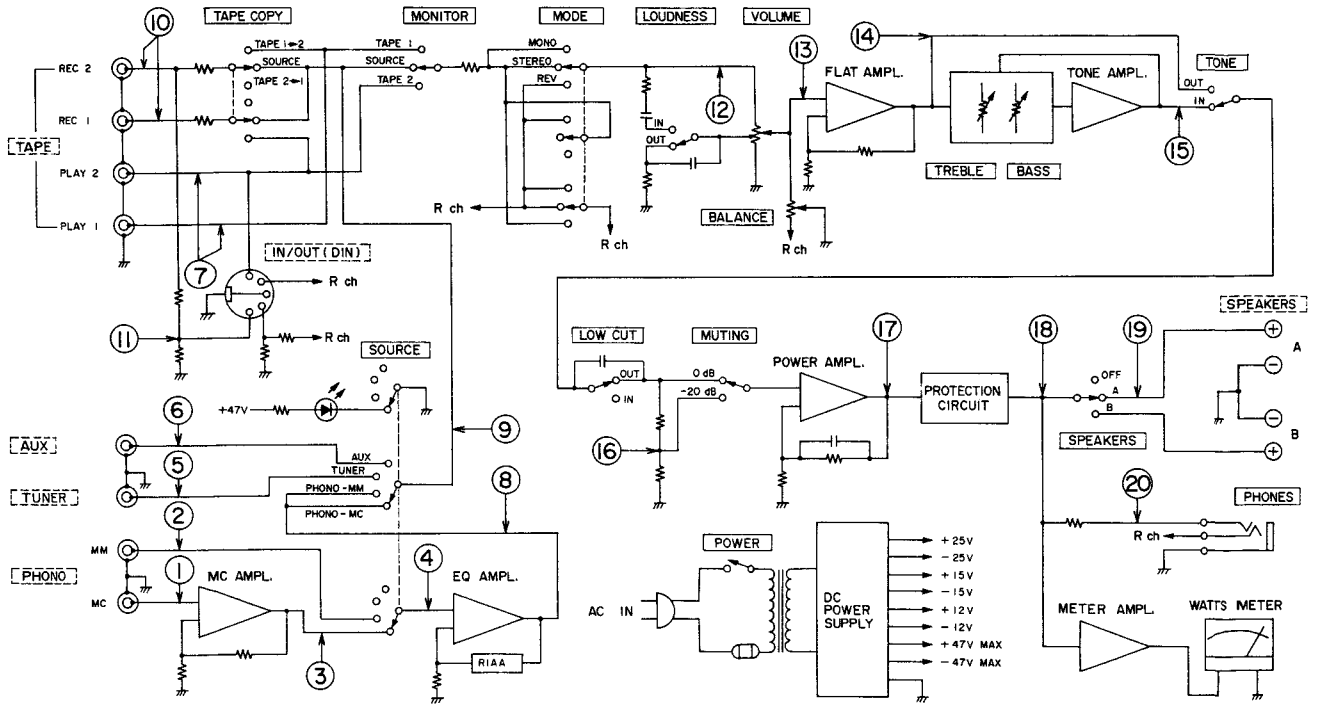 TAPE COPY
MONITOR
MODE
LOUDNESS
VOLUME
10
TAPE 1↔2
TAPE 1
MONO
13
14
REC 2
SOURCE
SOURCE
STEREO
FLAT AMPL.
TONE AMPL.
TONE
TAPE 2→1
TAPE 2
REV
12
OUT
IN
REC 1
IN
OUT
15
TAPE
PLAY 2
TREBLE
BASS
R ch
BALANCE
PLAY 1
R ch
R ch
7
IN/OUT (DIN)
R ch
11
R ch
SOURCE
LOW CUT
MUTING
17
18
19
SPEAKERS
POWER AMPL.
+
A
OUT
0 dB
OFF
+47V
IN
-20 dB
PROTECTION
CIRCUIT
A
−
B
−
6
9
16
SPEAKERS
B
+
AUX
AUX
5
TUNER
8
20
PHONES
TUNER
PHONO-MM
2
PHONO-MC
POWER
R ch
MM
+25V
-25V
PHONO
1
MC AMPL.
4
EQ AMPL.
+15V
-15V
MC
AC IN
DC
POWER
SUPPLY
+12V
-12V
METER AMPL.
WATTS METER
3
RIAA
+47V MAX
-47V MAX